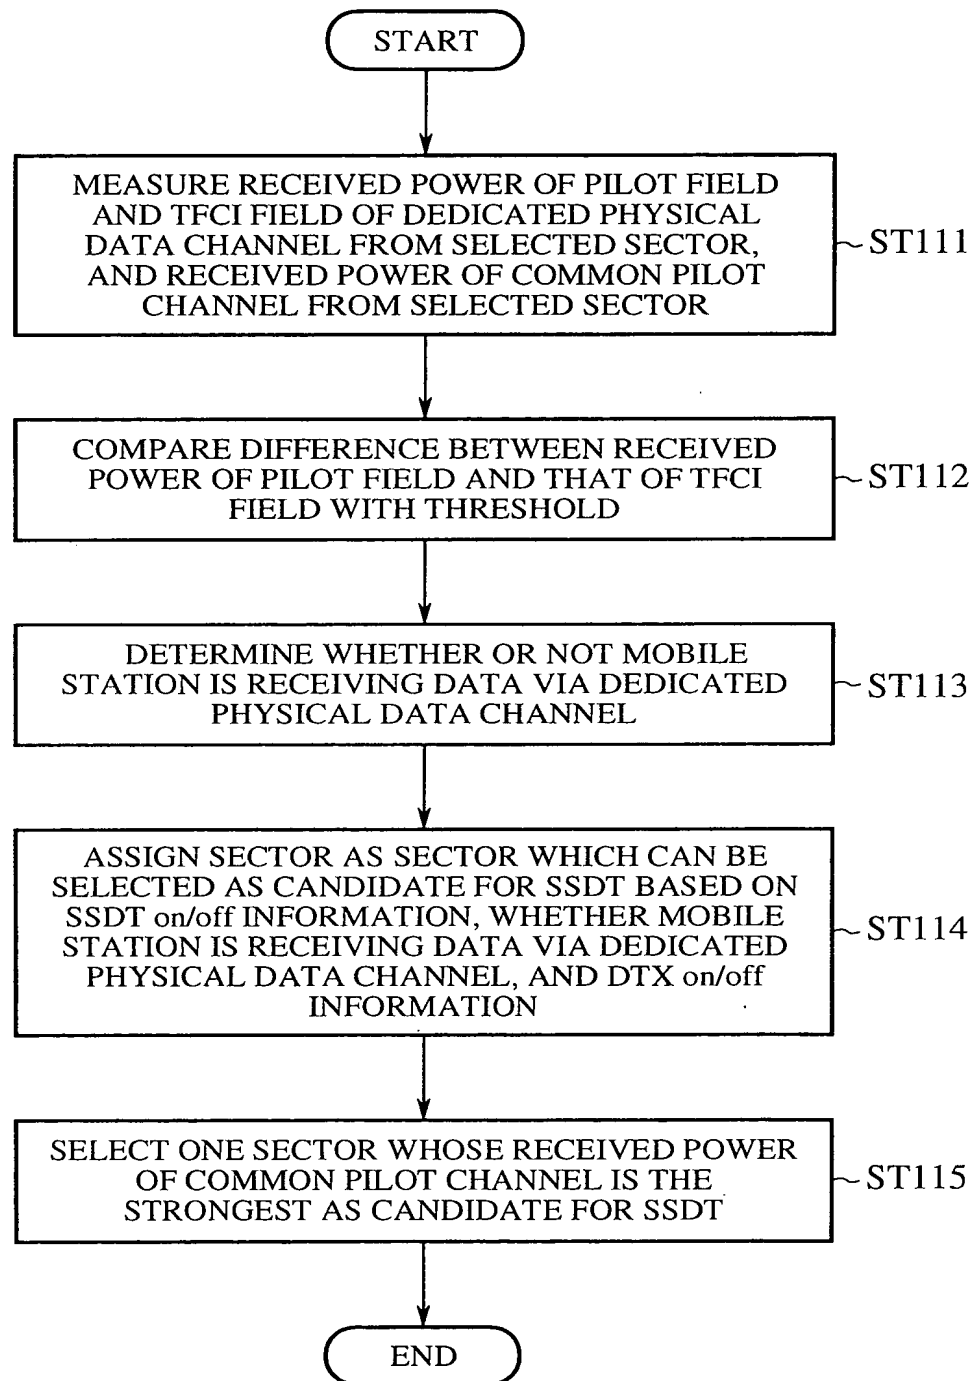 START
MEASURE RECEIVED POWER OF PILOT FIELD
AND TFCI FIELD OF DEDICATED PHYSICAL
DATA CHANNEL FROM SELECTED SECTOR,
AND RECEIVED POWER OF COMMON PILOT
CHANNEL FROM SELECTED SECTOR
ST111
COMPARE DIFFERENCE BETWEEN RECEIVED
POWER OF PILOT FIELD AND THAT OF TFCI
FIELD WITH THRESHOLD
ST112
DETERMINE WHETHER OR NOT MOBILE
STATION IS RECEIVING DATA VIA DEDICATED
PHYSICAL DATA CHANNEL
ST113
ASSIGN SECTOR AS SECTOR WHICH CAN BE
SELECTED AS CANDIDATE FOR SSDT BASED ON
SSDT on/off INFORMATION, WHETHER MOBILE
STATION IS RECEIVING DATA VIA DEDICATED
PHYSICAL DATA CHANNEL, AND DTX on/off
INFORMATION
ST114
SELECT ONE SECTOR WHOSE RECEIVED POWER
OF COMMON PILOT CHANNEL IS THE
STRONGEST AS CANDIDATE FOR SSDT
ST115
END